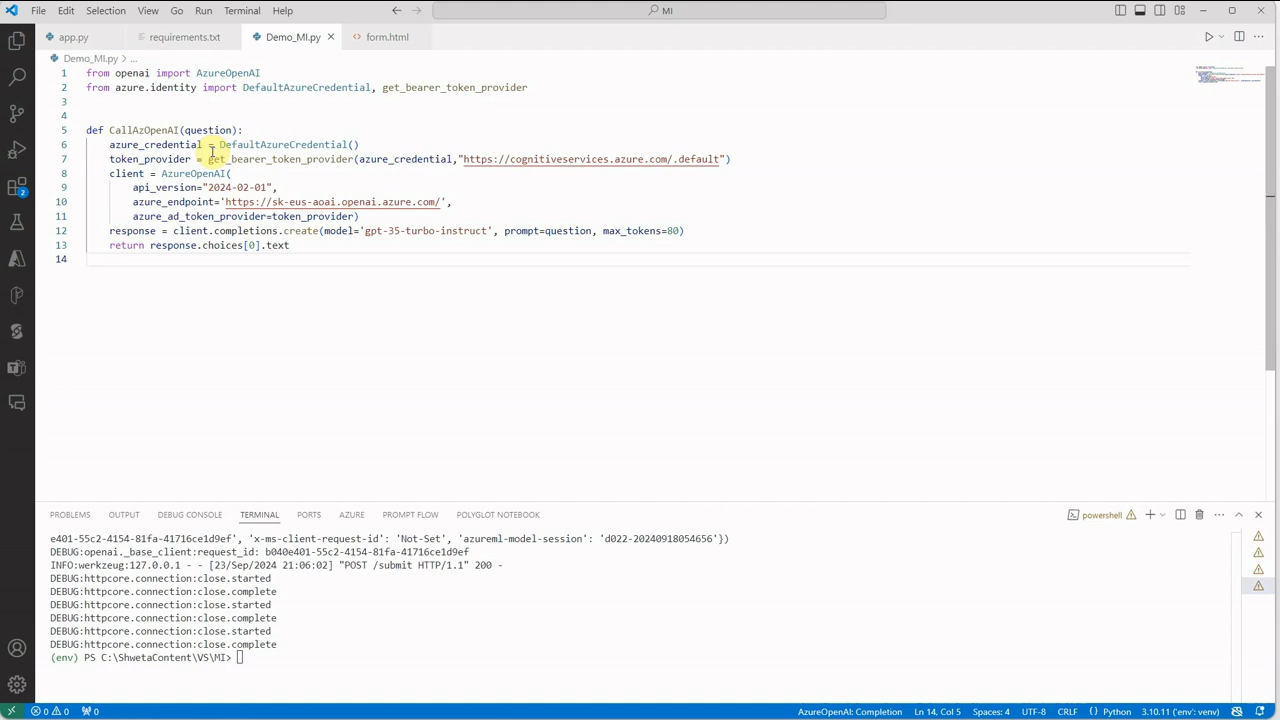 File Edit Selection View Go Run Terminal Help
MI
app.py requirements.txt Demo_MI.py form.html
Demo_MI.py > ...
1 from openai import AzureOpenAI
2 from azure.identity import DefaultAzureCredential, get_bearer_token_provider
3
4
5 def CallAzOpenAI(question):
6 azure_credential = DefaultAzureCredential()
7 token_provider = get_bearer_token_provider(azure_credential,"https://cognitiveservices.azure.com/.default")
8 client = AzureOpenAI(
9 api_version="2024-02-01",
10 azure_endpoint='https://sk-eus-aoai.openai.azure.com/',
11 azure_ad_token_provider=token_provider)
12 response = client.completions.create(model='gpt-35-turbo-instruct', prompt=question, max_tokens=80)
13 return response.choices[0].text
14
2
PROBLEMS OUTPUT DEBUG CONSOLE TERMINAL PORTS AZURE PROMPT FLOW POLYGLOT NOTEBOOK
powershell
e401-55c2-4154-81fa-41716ce1d9ef', 'x-ms-client-request-id': 'Not-Set', 'azureml-model-session': 'd022-20240918054656'})
DEBUG:openai._base_client:request_id: b040e401-55c2-4154-81fa-41716ce1d9ef
INFO:werkzeug:127.0.0.1 - - [23/Sep/2024 21:06:02] "POST /submit HTTP/1.1" 200 -
DEBUG:httpcore.connection:close.started
DEBUG:httpcore.connection:close.complete
DEBUG:httpcore.connection:close.started
DEBUG:httpcore.connection:close.complete
DEBUG:httpcore.connection:close.started
DEBUG:httpcore.connection:close.complete
(env) PS C:\ShwetaContent\VS\MI>
0 0 0 AzureOpenAI: Completion Ln 14, Col 5 Spaces: 4 UTF-8 CRLF Python 3.10.11 ('env': venv)